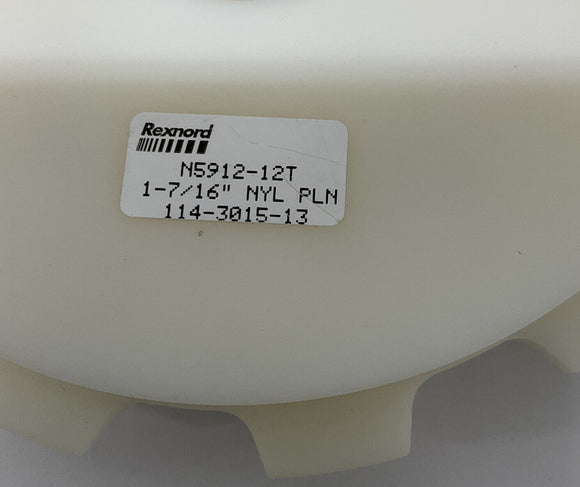 Rexnord
N5912-12T
1-7/16" NYL PLN
114-3015-13